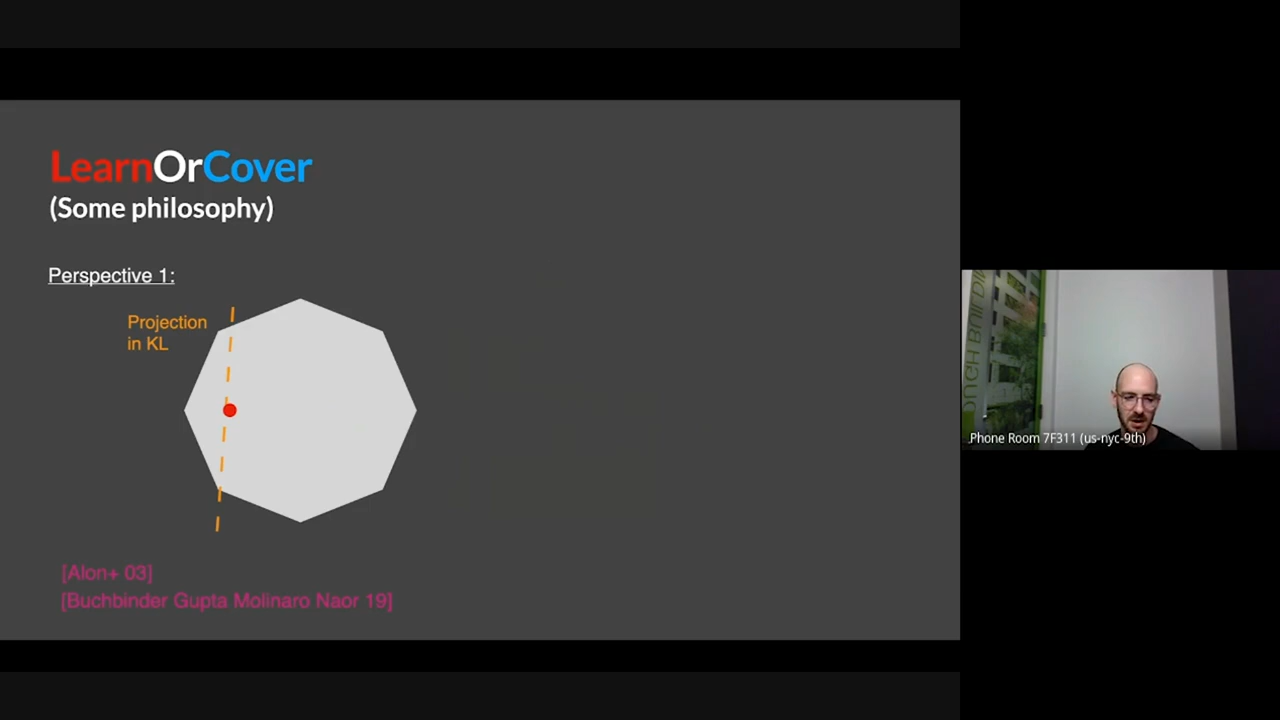 LearnOrCover
(Some philosophy)
Perspective 1:
Projection
in KL
[Alon+ 03]
[Buchbinder Gupta Molinaro Naor 19]
Phone Room 7F311 (us-nyc-9th)